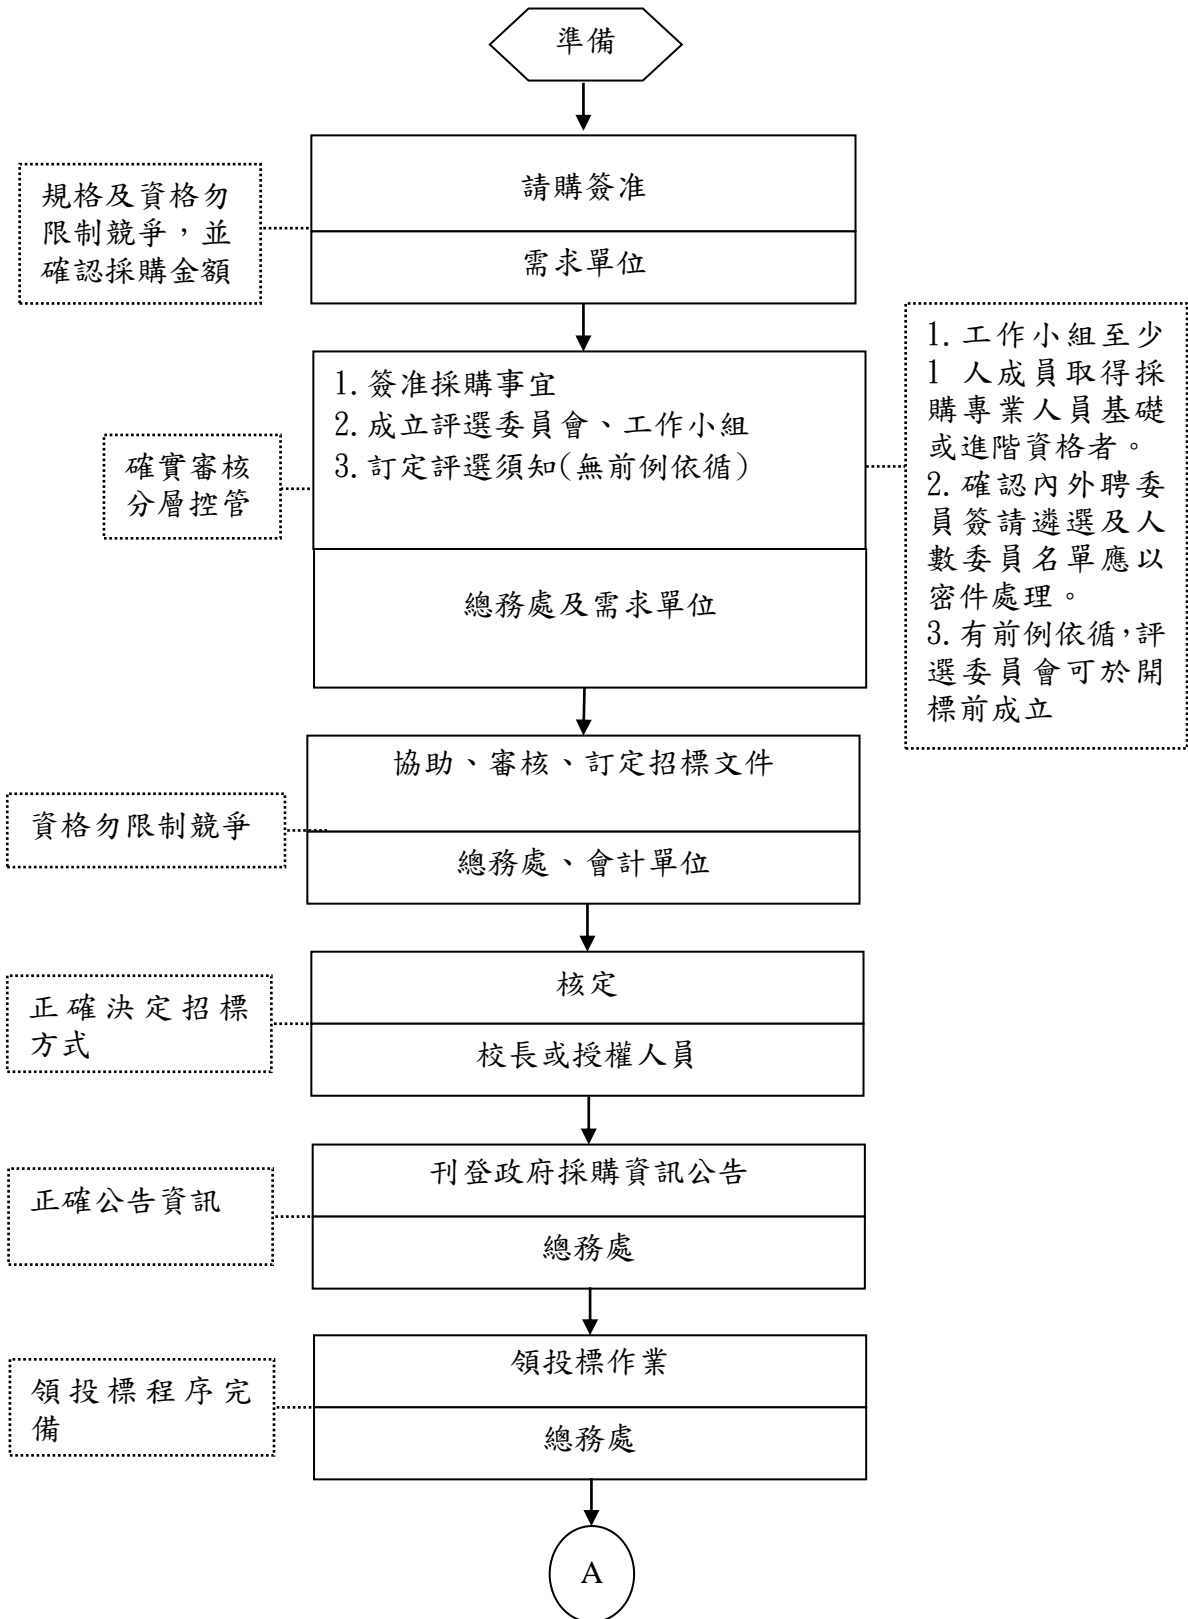 準備
請購簽准
需求單位
規格及資格勿
限制競爭，並
確認採購金額
1.簽准採購事宜
2.成立評選委員會、工作小組
3.訂定評選須知(無前例依循)
總務處及需求單位
確實審核
分層控管
1.工作小組至少
1 人成員取得採
購專業人員基礎
或進階資格者。
2.確認內外聘委
員簽請遴選及人
數委員名單應以
密件處理。
3.有前例依循，評
選委員會可於開
標前成立
協助、審核、訂定招標文件
總務處、會計單位
資格勿限制競爭
核定
校長或授權人員
正確決定招標
方式
刊登政府採購資訊公告
總務處
正確公告資訊
領投標作業
總務處
領投標程序完
備
A